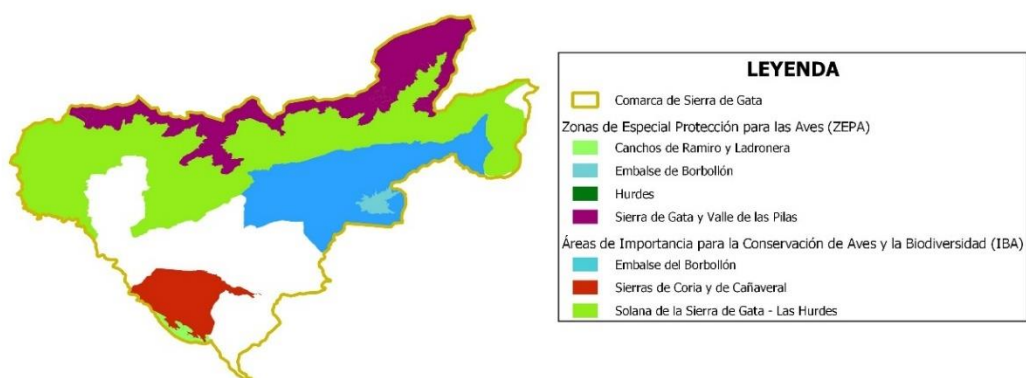 LEYENDA
Comarca de Sierra de Gata
Zonas de Especial Protección para las Aves (ZEPA)
Canchos de Ramiro y Ladronera
Embalse de Borbollón
Hurdes
Sierra de Gata y Valle de las Pilas
Áreas de Importancia para la Conservación de Aves y la Biodiversidad (IBA)
Embalse del Borbollón
Sierras de Coria y de Cañaveral
Solana de la Sierra de Gata - Las Hurdes